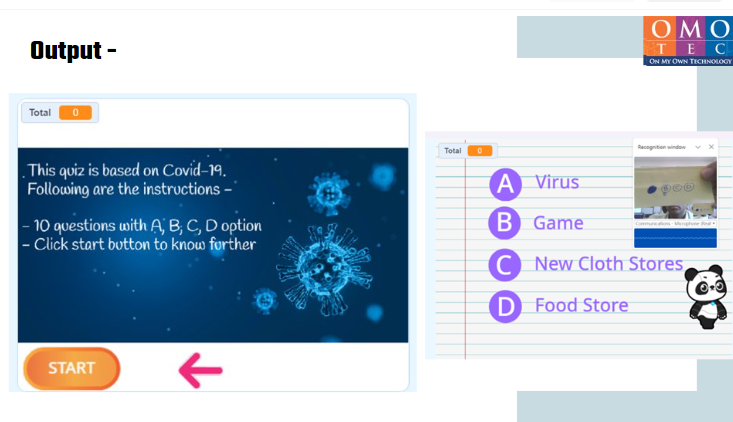 Output -
O M O
T E C
ON MY OWN TECHNOLOGY
Total 0
This quiz is based on Covid-19.
Following are the instructions -
- 10 questions with A, B, C, D option
- Click start button to know further
START
Total 0
Recognition window
A Virus
B Game
C New Cloth Stores
D Food Store
B C D
Communications - Microphone (Real